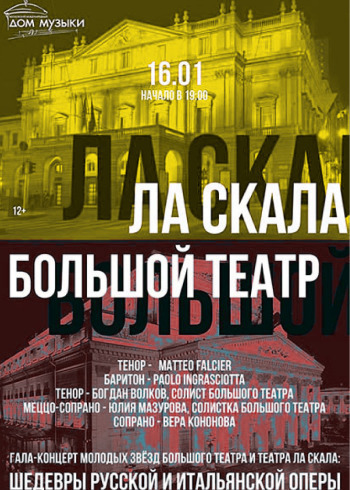 ДОМ МУЗЫКИ
16.01
НАЧАЛО В 19:00
ЛА СКАЛА
12+
ЛА СКАЛА
БОЛЬШОЙ ТЕАТР
БОЛЬШОЙ
ТЕНОР - MATTEO FALCIER
БАРИТОН - PAOLO INGRASCIOTTA
ТЕНОР - БОГДАН ВОЛКОВ, СОЛИСТ БОЛЬШОГО ТЕАТРА
МЕЦЦО-СОПРАНО - ЮЛИЯ МАЗУРОВА, СОЛИСТКА БОЛЬШОГО ТЕАТРА
СОПРАНО - ВЕРА КОНОНОВА
ГАЛА-КОНЦЕРТ МОЛОДЫХ ЗВЁЗД БОЛЬШОГО ТЕАТРА И ТЕАТРА ЛА СКАЛА:
ШЕДЕВРЫ РУССКОЙ И ИТАЛЬЯНСКОЙ ОПЕРЫ